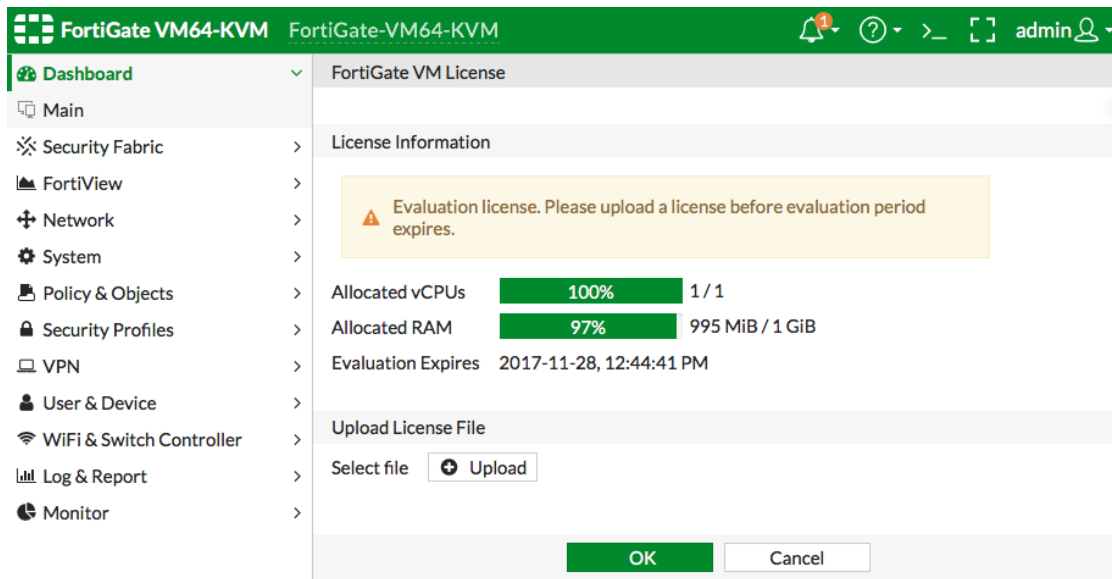 FortiGate VM64-KVM FortiGate-VM64-KVM 1 admin
Dashboard
Main
Security Fabric
FortiView
Network
System
Policy & Objects
Security Profiles
VPN
User & Device
WiFi & Switch Controller
Log & Report
Monitor
FortiGate VM License
License Information
Evaluation license. Please upload a license before evaluation period
expires.
Allocated vCPUs 100% 1 / 1
Allocated RAM 97% 995 MiB / 1 GiB
Evaluation Expires 2017-11-28, 12:44:41 PM
Upload License File
Select file Upload
OK Cancel